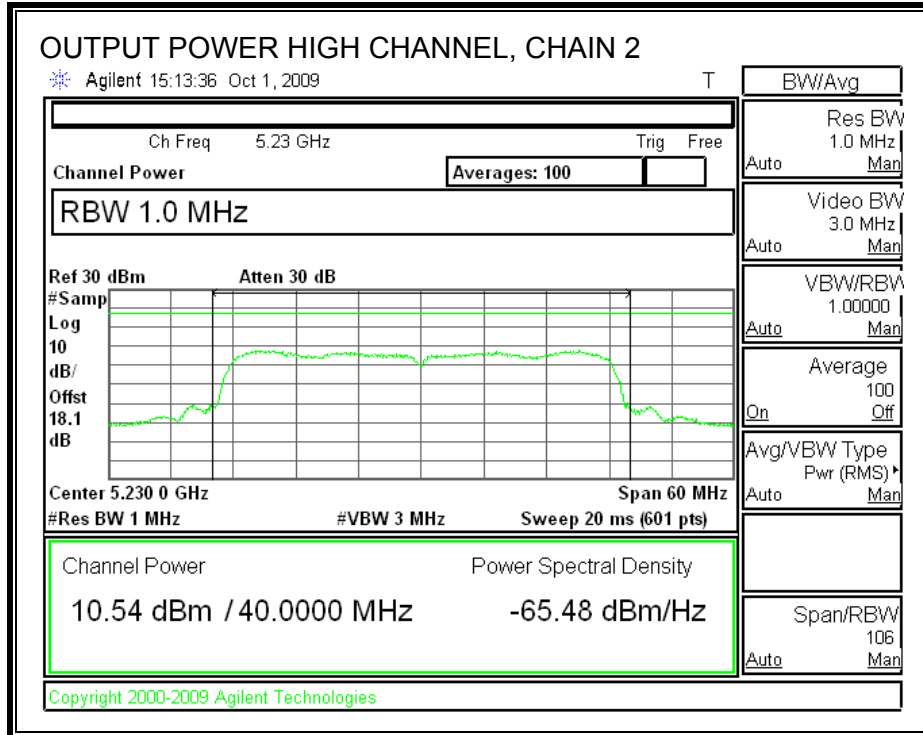 OUTPUT POWER HIGH CHANNEL, CHAIN 2
Agilent 15:13:36 Oct 1, 2009 T
BW/Avg
Ch Freq 5.23 GHz Trig Free
Channel Power Averages: 100
RBW 1.0 MHz
Ref 30 dBm Atten 30 dB
#Samp
Log
10
dB/
Offst
18.1
dB
Center 5.230 0 GHz Span 60 MHz
#Res BW 1 MHz #VBW 3 MHz Sweep 20 ms (601 pts)
Channel Power Power Spectral Density
10.54 dBm / 40.0000 MHz -65.48 dBm/Hz
Copyright 2000-2009 Agilent Technologies
Res BW
1.0 MHz
Auto Man
Video BW
3.0 MHz
Auto Man
VBW/RBW
1.00000
Auto Man
Average
100
On Off
Avg/VBW Type
Pwr (RMS)
Auto Man
Span/RBW
106
Auto Man